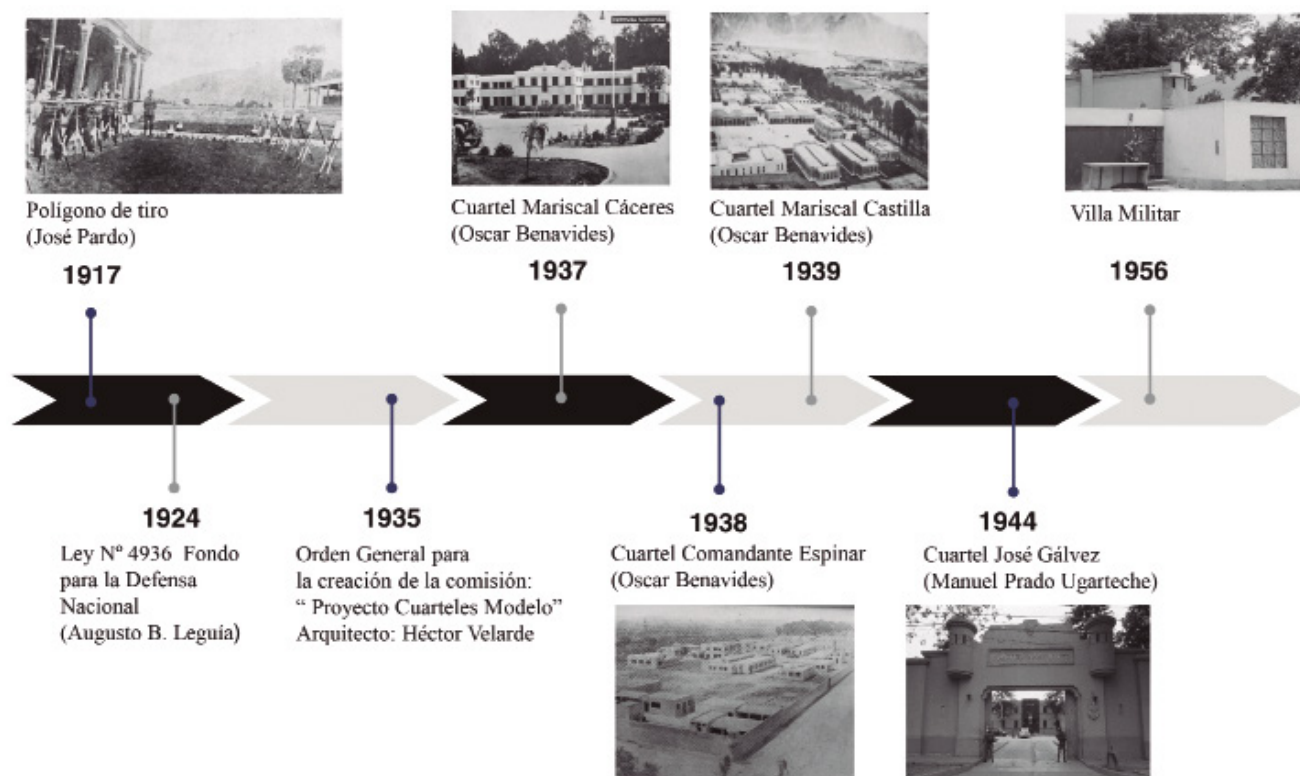 Polígono de tiro
(José Pardo)
1917
Cuartel Mariscal Cáceres
(Oscar Benavides)
1937
Cuartel Mariscal Castilla
(Oscar Benavides)
1939
Villa Militar
1956
1924
Ley Nº 4936 Fondo
para la Defensa
Nacional
(Augusto B. Leguía)
1935
Orden General para
la creación de la comisión:
“ Proyecto Cuarteles Modelo”
Arquitecto: Héctor Velarde
1938
Cuartel Comandante Espinar
(Oscar Benavides)
1944
Cuartel José Gálvez
(Manuel Prado Ugarteche)